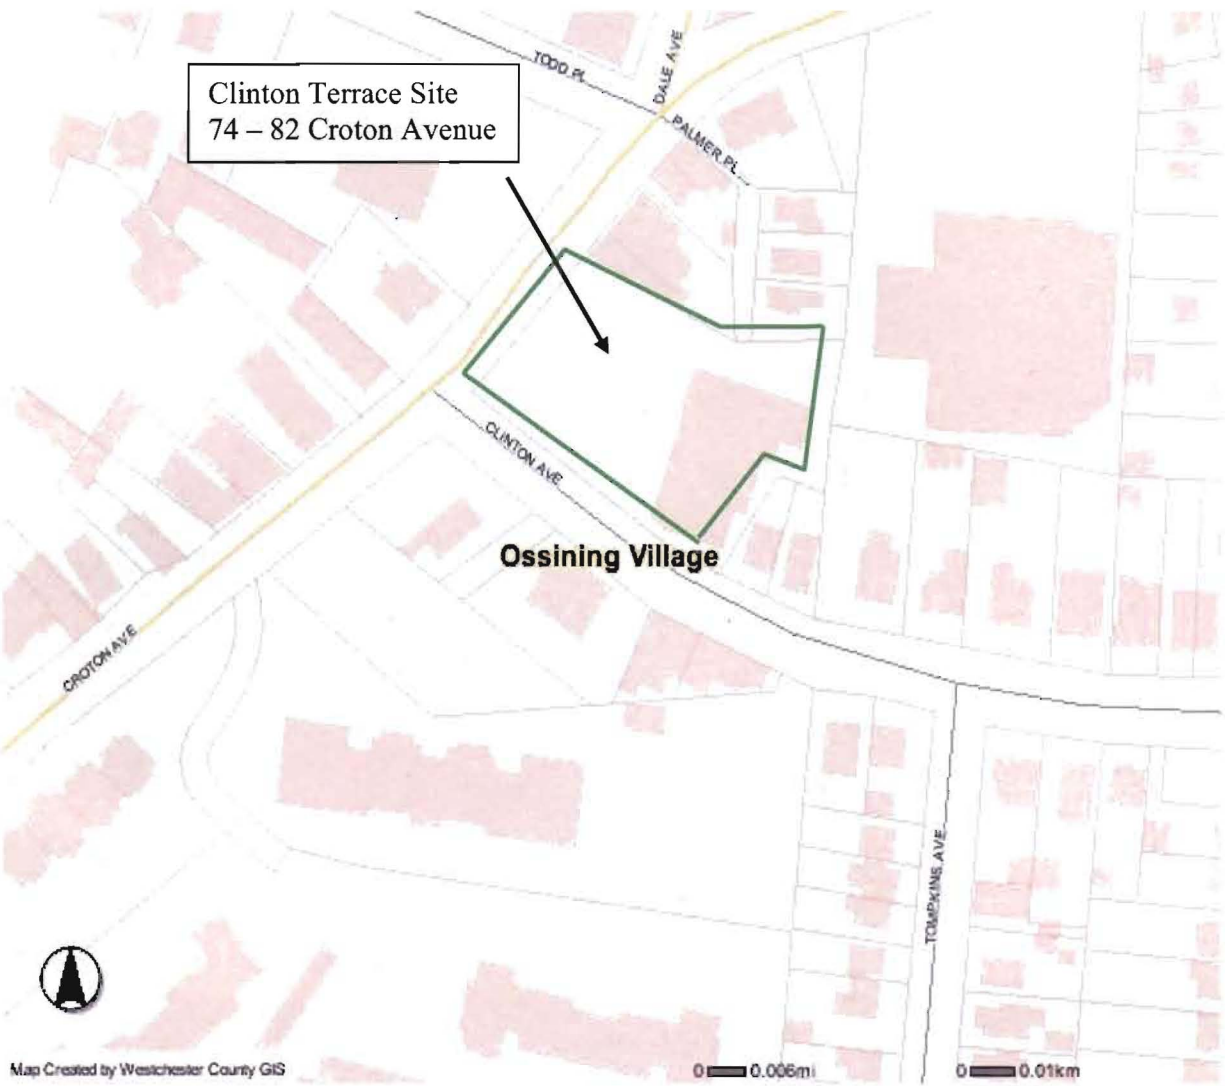 TODD PL
DALE AVE
Clinton Terrace Site
74 – 82 Croton Avenue
PALMER PL
CLINTON AVE
Ossining Village
CROTON AVE
TOMPKINS AVE
Map Created by Westchester County GIS
0 0.006mi
0 0.01km